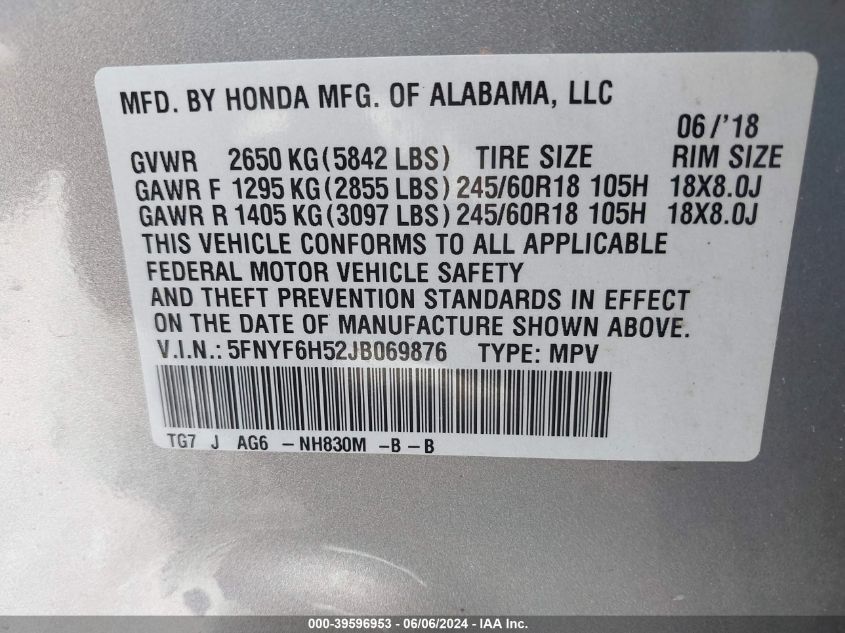 MFD. BY HONDA MFG. OF ALABAMA, LLC
06/'18
GVWR 2650 KG(5842 LBS) TIRE SIZE RIM SIZE
GAWR F 1295 KG(2855 LBS) 245/60R18 105H 18X8.0J
GAWR R 1405 KG(3097 LBS) 245/60R18 105H 18X8.0J
THIS VEHICLE CONFORMS TO ALL APPLICABLE
FEDERAL MOTOR VEHICLE SAFETY
AND THEFT PREVENTION STANDARDS IN EFFECT
ON THE DATE OF MANUFACTURE SHOWN ABOVE.
V.I.N.: 5FNYF6H52JB069876 TYPE: MPV
TG7 J AG6 -NH830M -B-B
000-39596953 - 06/06/2024 - IAA Inc.